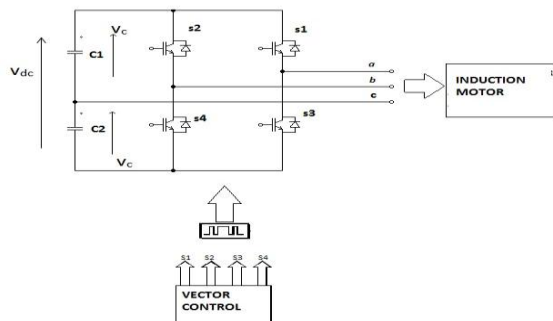 s2
s1
Vc
C1
a
Vdc
b
INDUCTION
MOTOR
c
s4
s3
C2
Vc
S1 S2 S3 S4
VECTOR
CONTROL